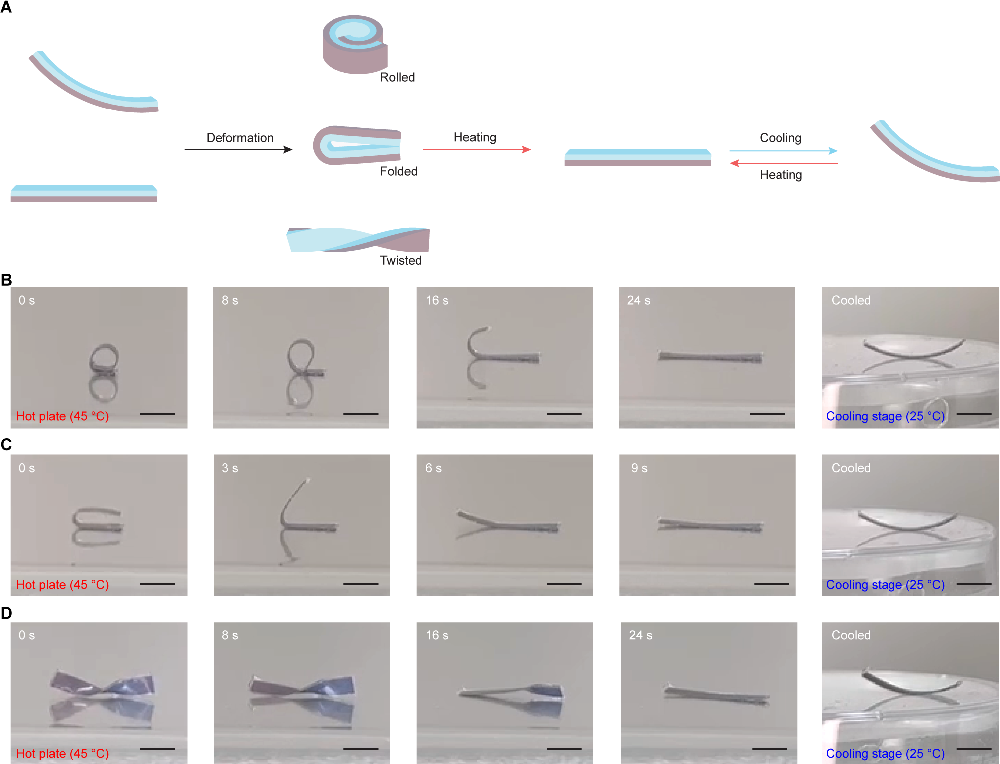 A
Rolled
Deformation
Folded
Heating
Cooling
Heating
Twisted
B
0 s
8 s
16 s
24 s
Cooled
Hot plate (45 °C)
Cooling stage (25 °C)
C
0 s
3 s
6 s
9 s
Cooled
Hot plate (45 °C)
Cooling stage (25 °C)
D
0 s
8 s
16 s
24 s
Cooled
Hot plate (45 °C)
Cooling stage (25 °C)